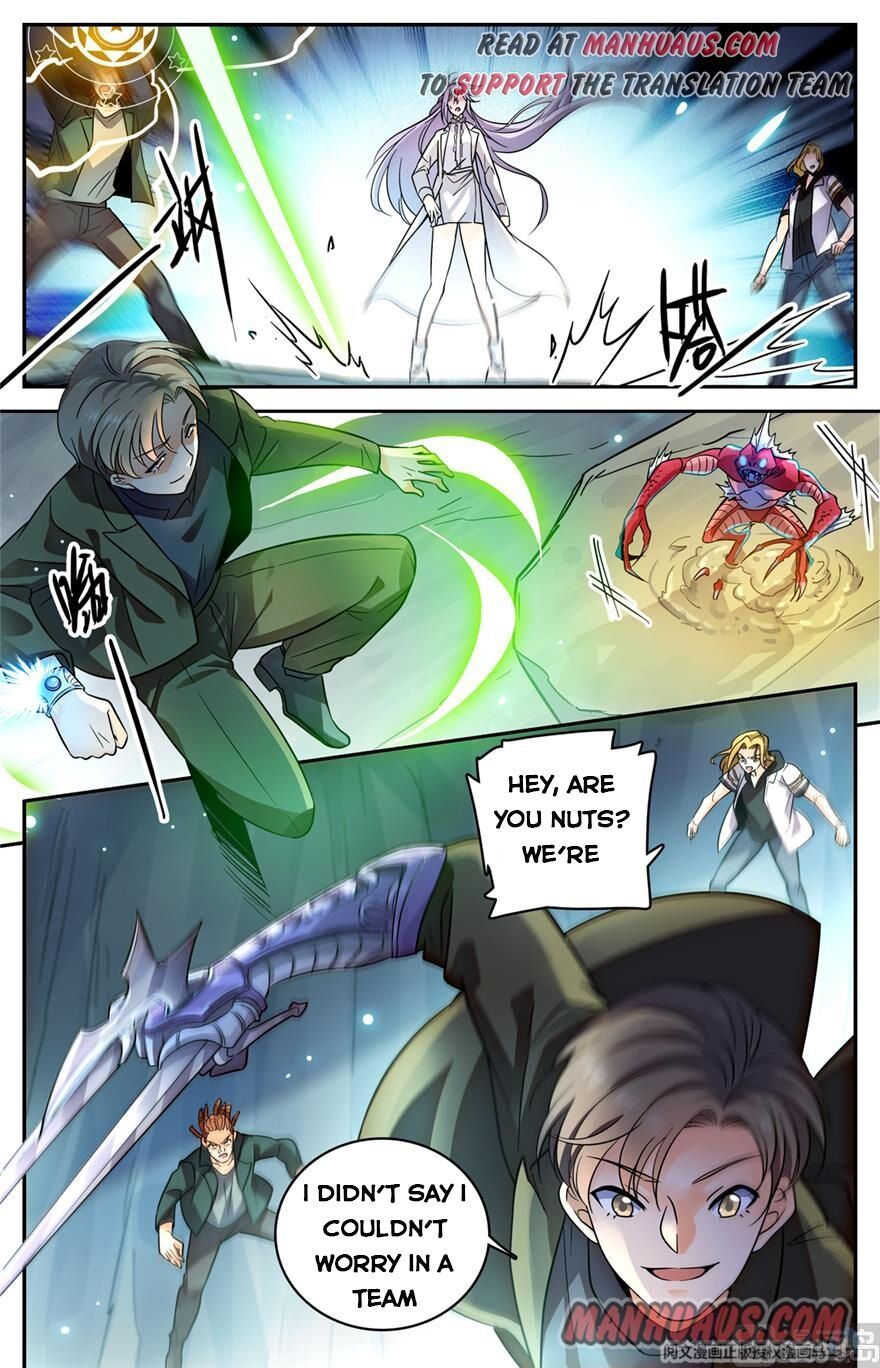 READ AT MANHUAUS.COM
TO SUPPORT THE TRANSLATION TEAM
嗒
HEY, ARE
YOU NUTS?
WE'RE
I DIDN'T SAY I
COULDN'T
WORRY IN A
TEAM
MANHUAUS.COM